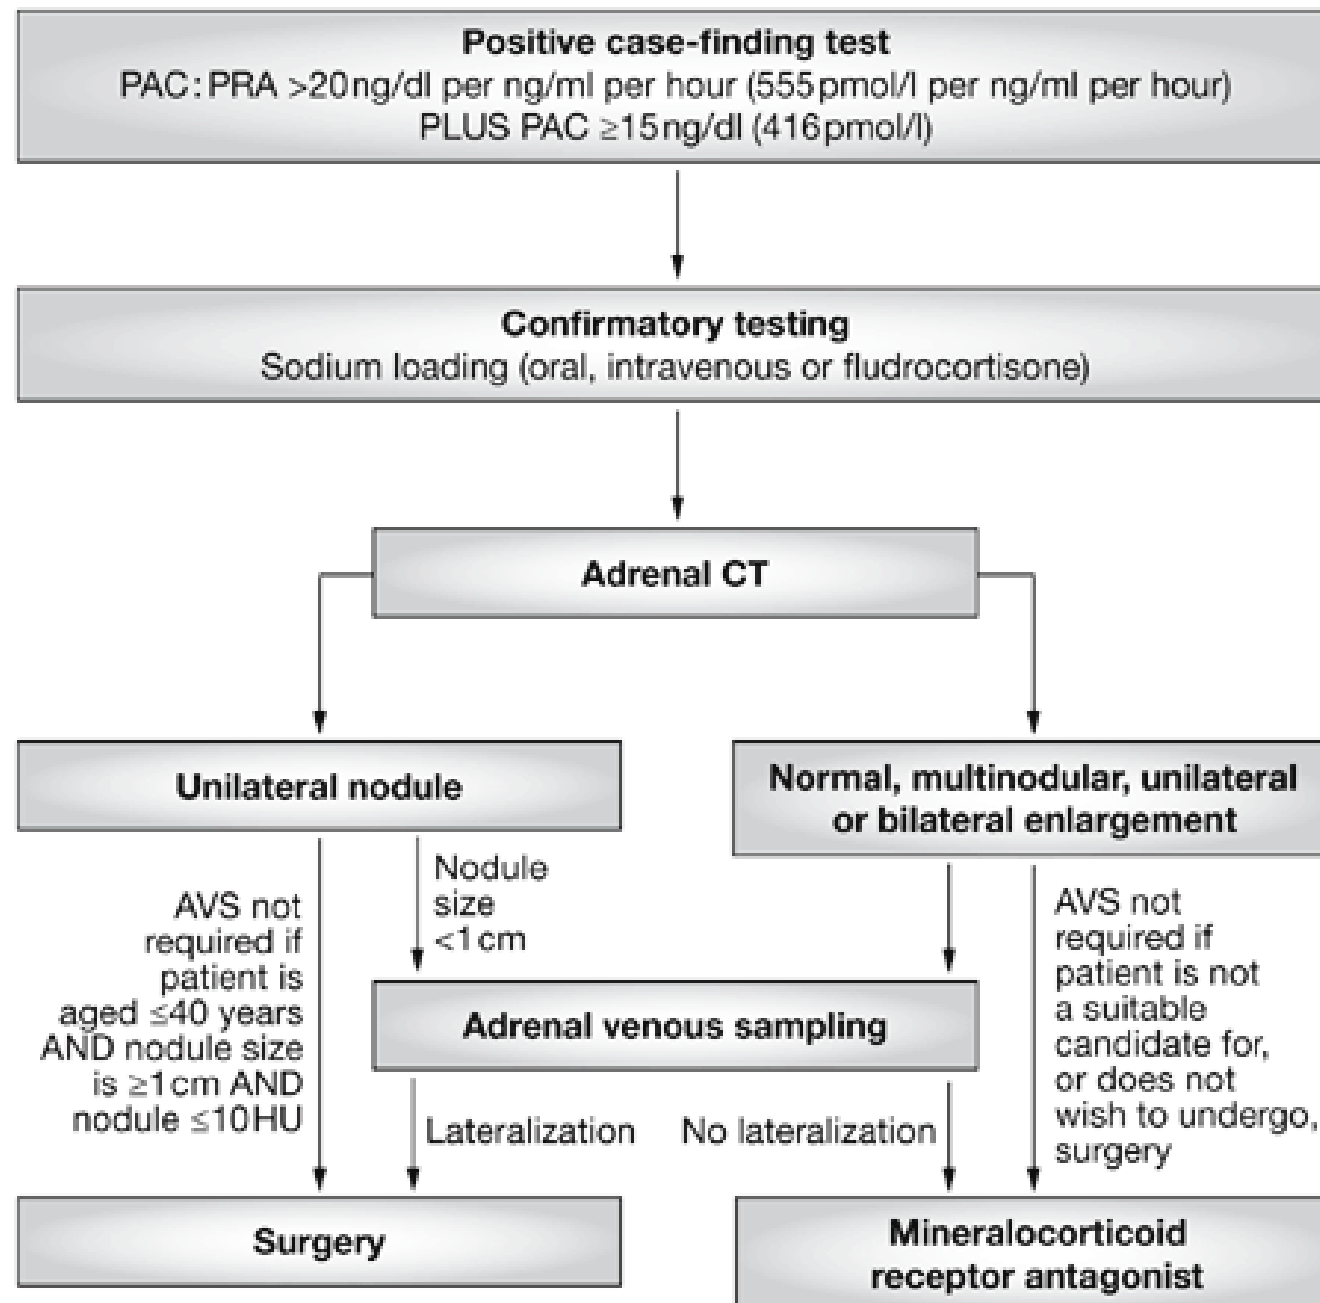 Positive case-finding test
PAC: PRA >20ng/dl per ng/ml per hour (555pmol/l per ng/ml per hour)
PLUS PAC ≥15ng/dl (416pmol/l)
Confirmatory testing
Sodium loading (oral, intravenous or fludrocortisone)
Adrenal CT
Unilateral nodule
Normal, multinodular, unilateral
or bilateral enlargement
AVS not
required if
patient is
aged ≤40 years
AND nodule size
is ≥1cm AND
nodule ≤10HU
Nodule
size
<1cm
AVS not
required if
patient is not
a suitable
candidate for,
or does not
wish to undergo,
surgery
Adrenal venous sampling
Lateralization
No lateralization
Surgery
Mineralocorticoid
receptor antagonist